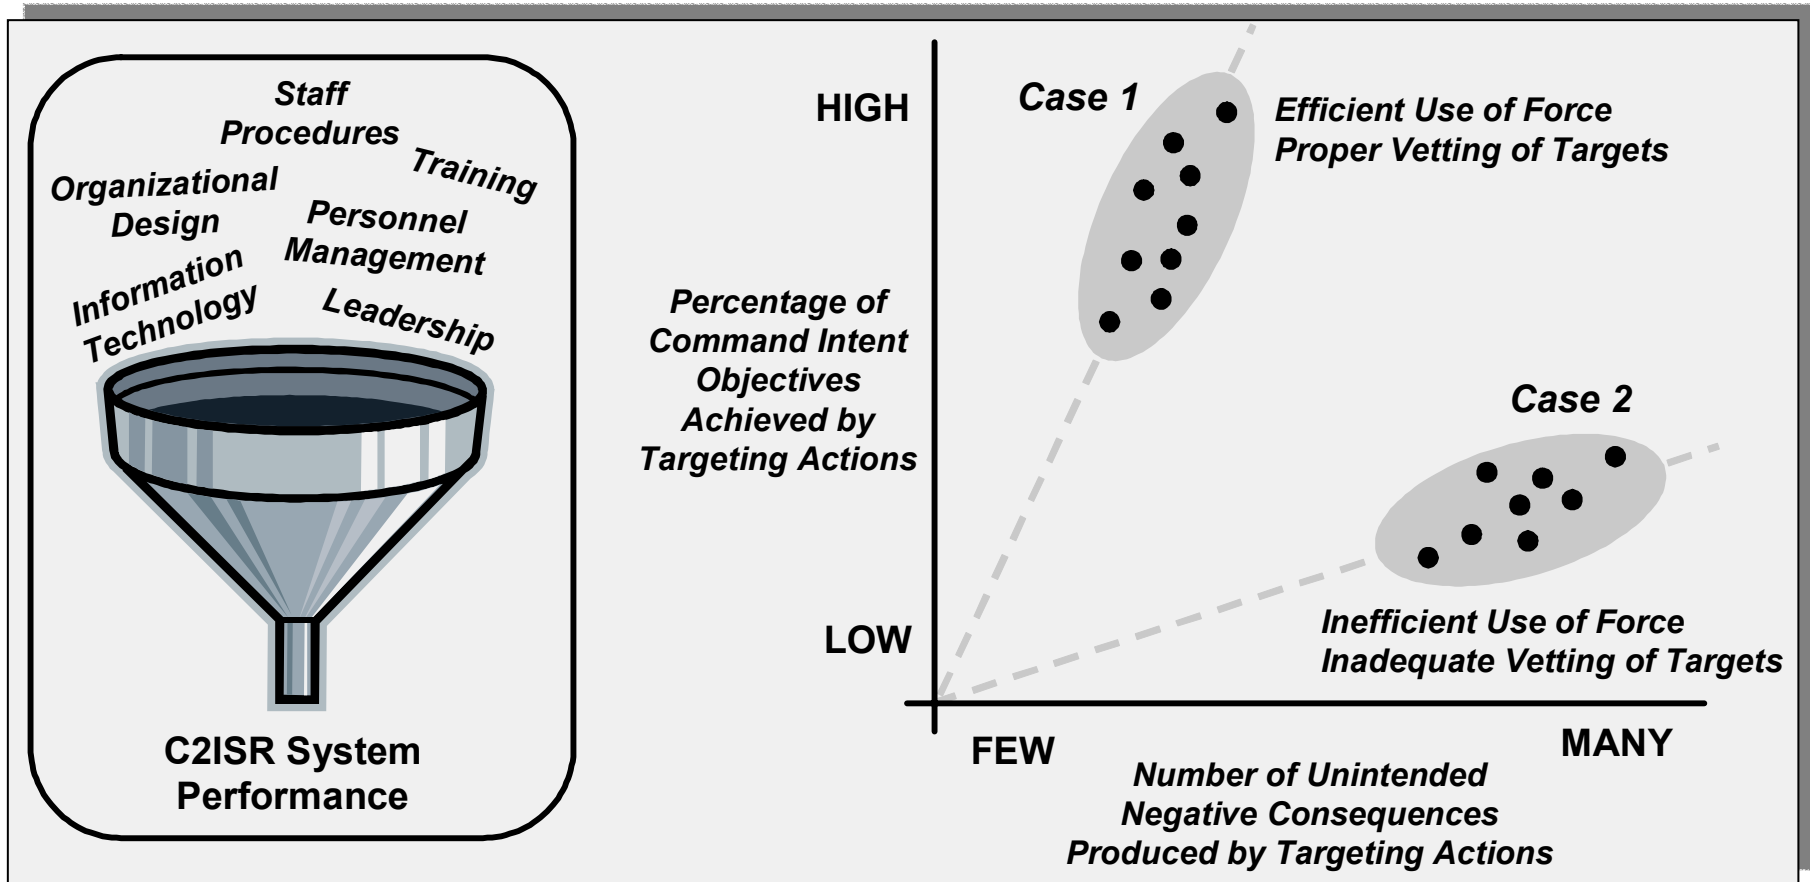 Staff
Procedures
Training
Organizational
Design
Personnel
Management
Information
Technology
Leadership
C2ISR System
Performance
HIGH
Case 1
Efficient Use of Force
Proper Vetting of Targets
Percentage of
Command Intent
Objectives
Achieved by
Targeting Actions
Case 2
LOW
Inefficient Use of Force
Inadequate Vetting of Targets
FEW
MANY
Number of Unintended
Negative Consequences
Produced by Targeting Actions